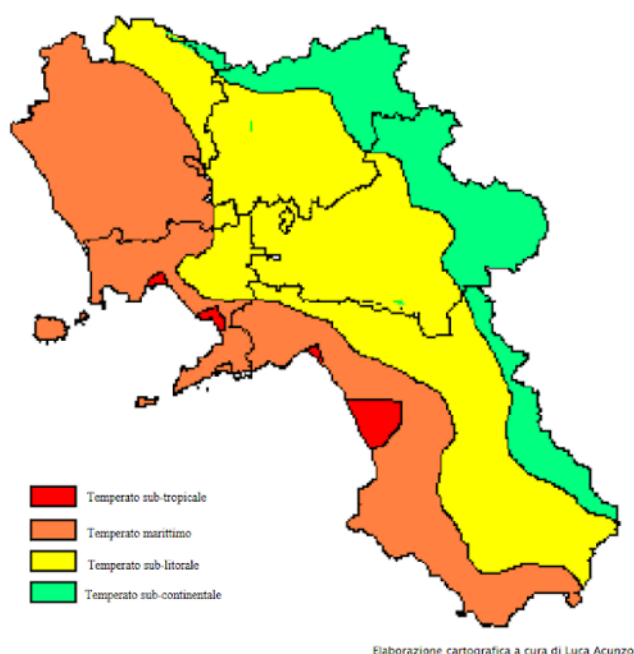 Temperato sub-tropicale
Temperato marittimo
Temperato sub-litorale
Temperato sub-continentale
Elaborazione cartografica a cura di Luca Acunzo